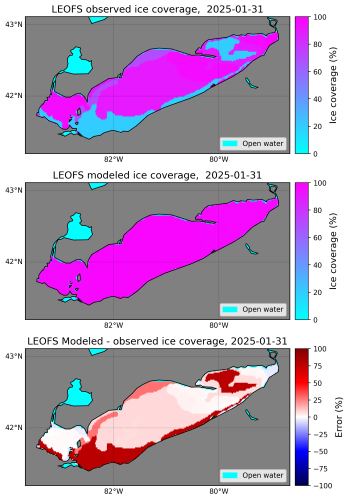 LEOFS observed ice coverage,  2025-01-31
43°N
42°N
82°W
80°W
Open water
100
80
60
40
20
0
Ice coverage (%)
LEOFS modeled ice coverage,  2025-01-31
43°N
42°N
82°W
80°W
Open water
100
80
60
40
20
0
Ice coverage (%)
LEOFS Modeled - observed ice coverage, 2025-01-31
43°N
42°N
82°W
80°W
Open water
100
75
50
25
0
−25
−50
−75
−100
Error (%)